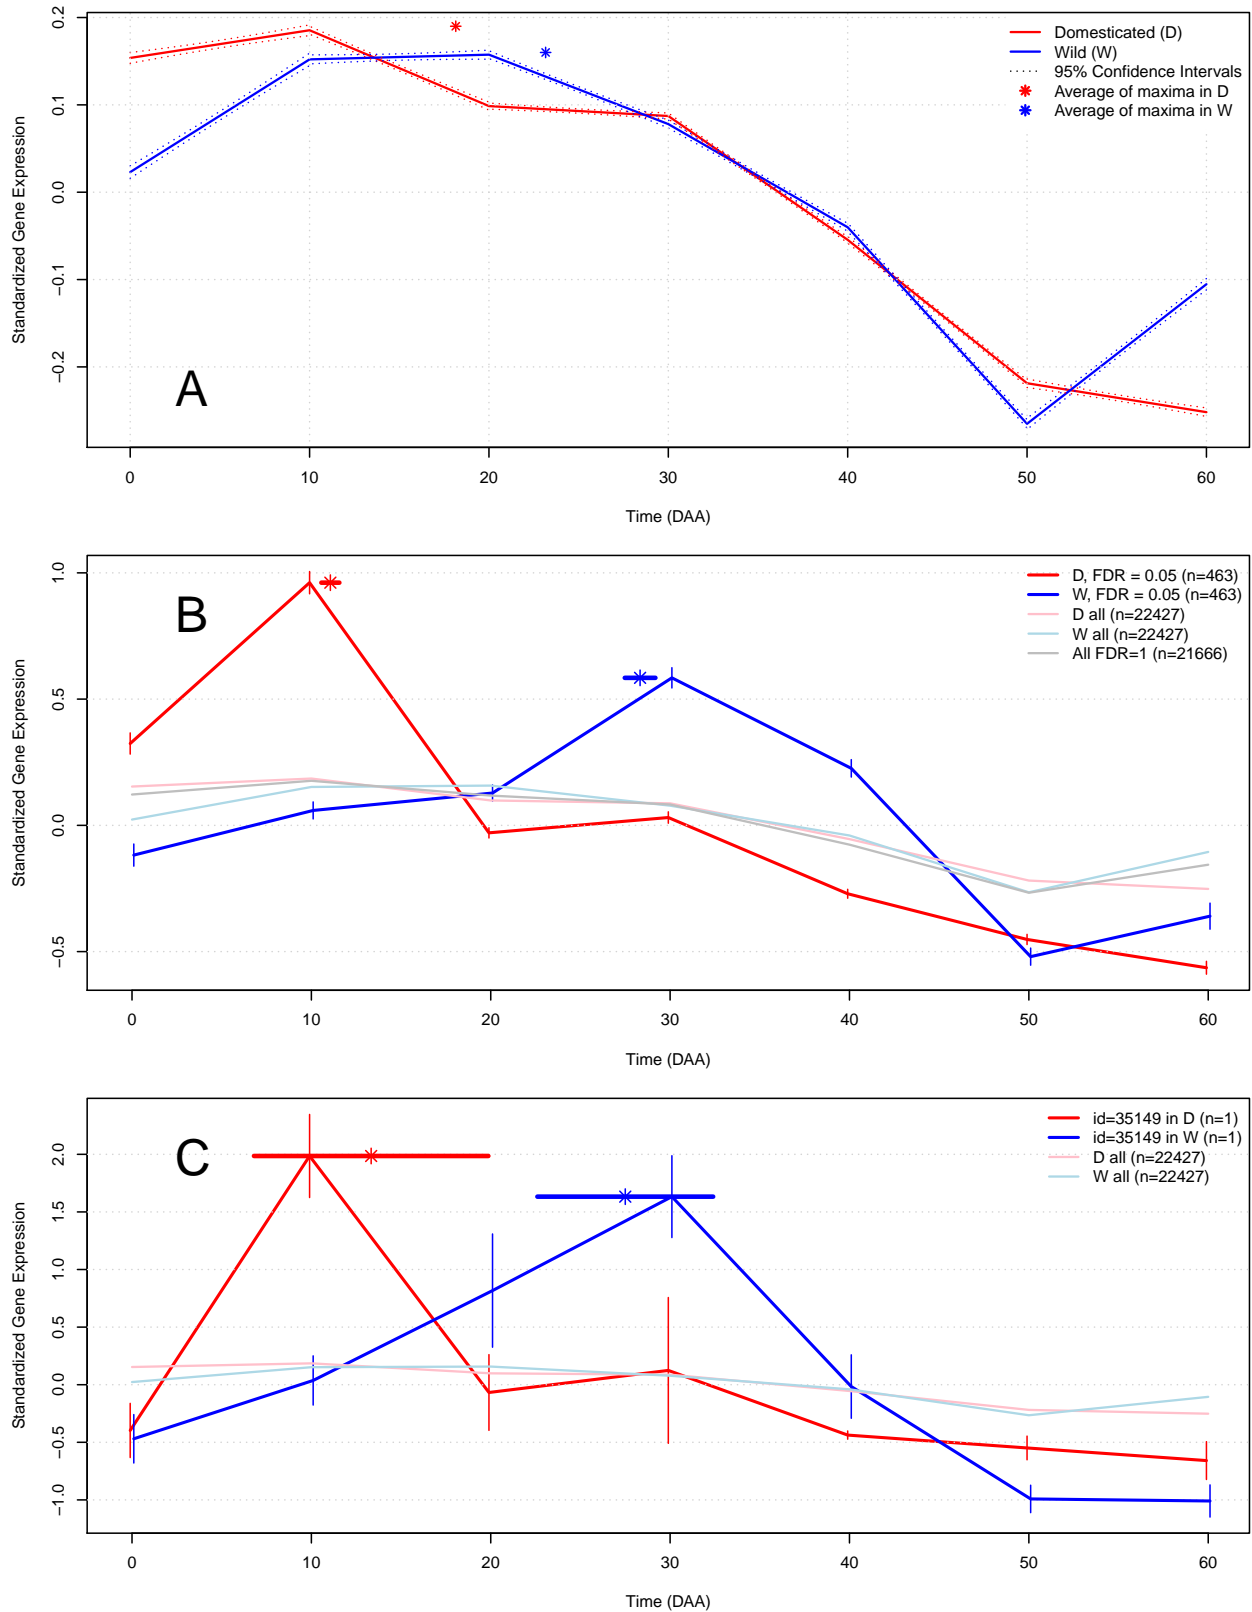 0.2
0.1
0.0
−0.1
−0.2
Standardized Gene Expression
Domesticated (D)
Wild (W)
95% Confidence Intervals
Average of maxima in D
Average of maxima in W
A
0 10 20 30 40 50 60
Time (DAA)
1.0
0.5
0.0
−0.5
Standardized Gene Expression
B
D, FDR = 0.05 (n=463)
W, FDR = 0.05 (n=463)
D all (n=22427)
W all (n=22427)
All FDR=1 (n=21666)
0 10 20 30 40 50 60
Time (DAA)
2.0
1.5
1.0
0.5
0.0
−0.5
−1.0
Standardized Gene Expression
C
id=35149 in D (n=1)
id=35149 in W (n=1)
D all (n=22427)
W all (n=22427)
0 10 20 30 40 50 60
Time (DAA)